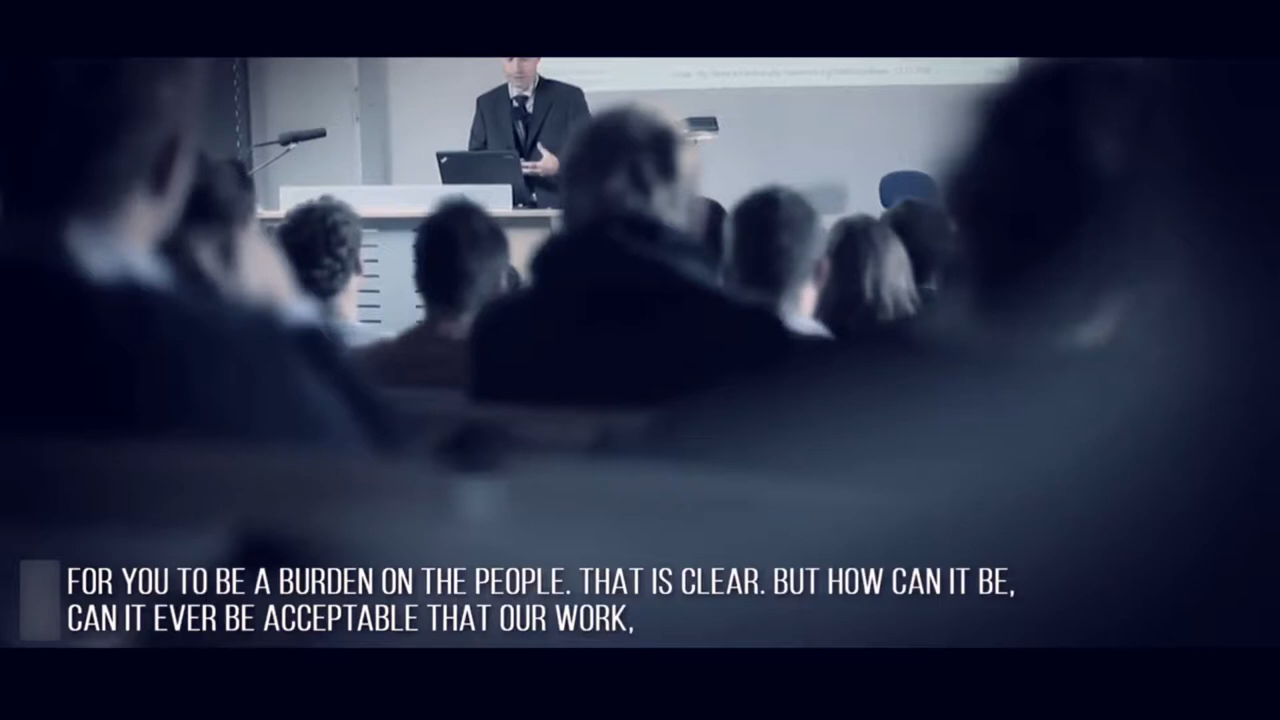 FOR YOU TO BE A BURDEN ON THE PEOPLE. THAT IS CLEAR. BUT HOW CAN IT BE,
CAN IT EVER BE ACCEPTABLE THAT OUR WORK,